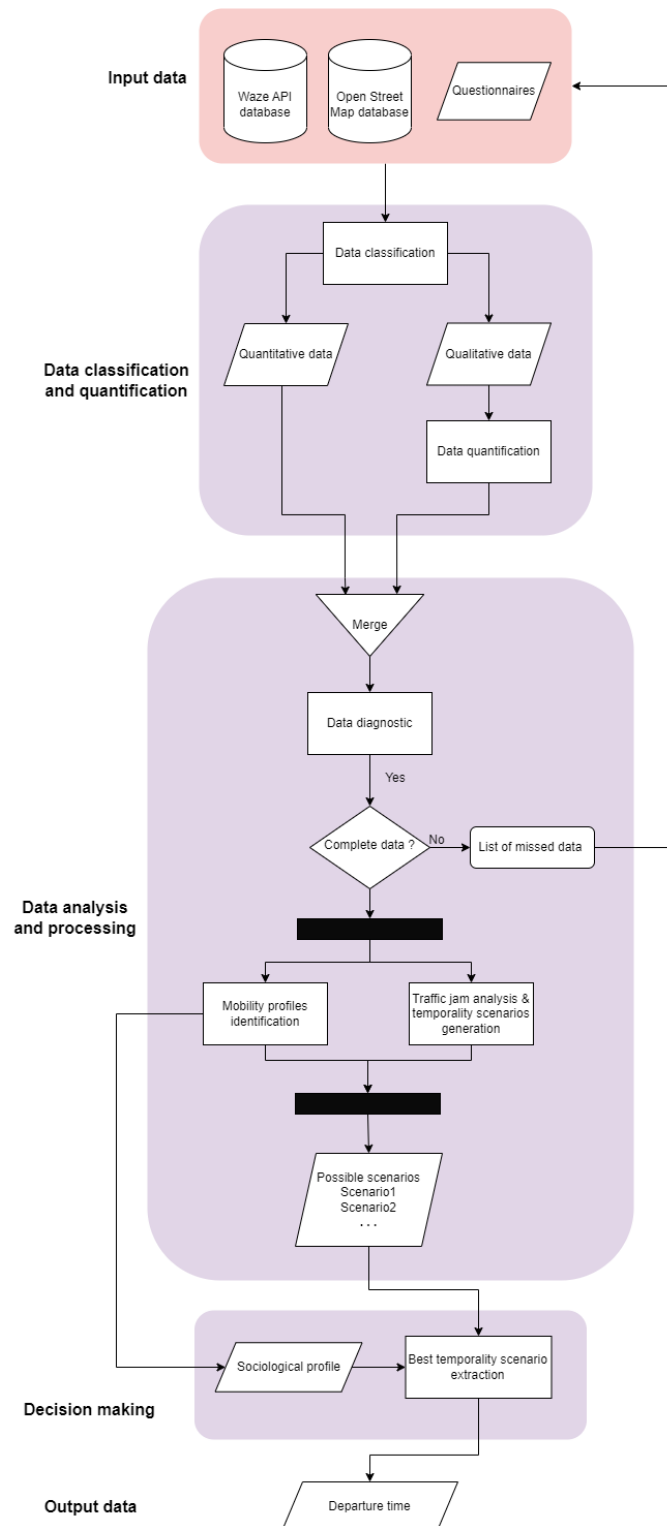 Input data
Waze API
database
Open Street
Map database
Questionnaires
Data classification
Data classification
and quantification
Quantitative data
Qualitative data
Data quantification
Merge
Data diagnostic
Yes
Complete data ?
No
List of missed data
Data analysis
and processing
Mobility profiles
identification
Traffic jam analysis &
temporality scenarios
generation
Possible scenarios
Scenario1
Scenario2
. . .
Sociological profile
Best temporality scenario
extraction
Decision making
Output data
Departure time